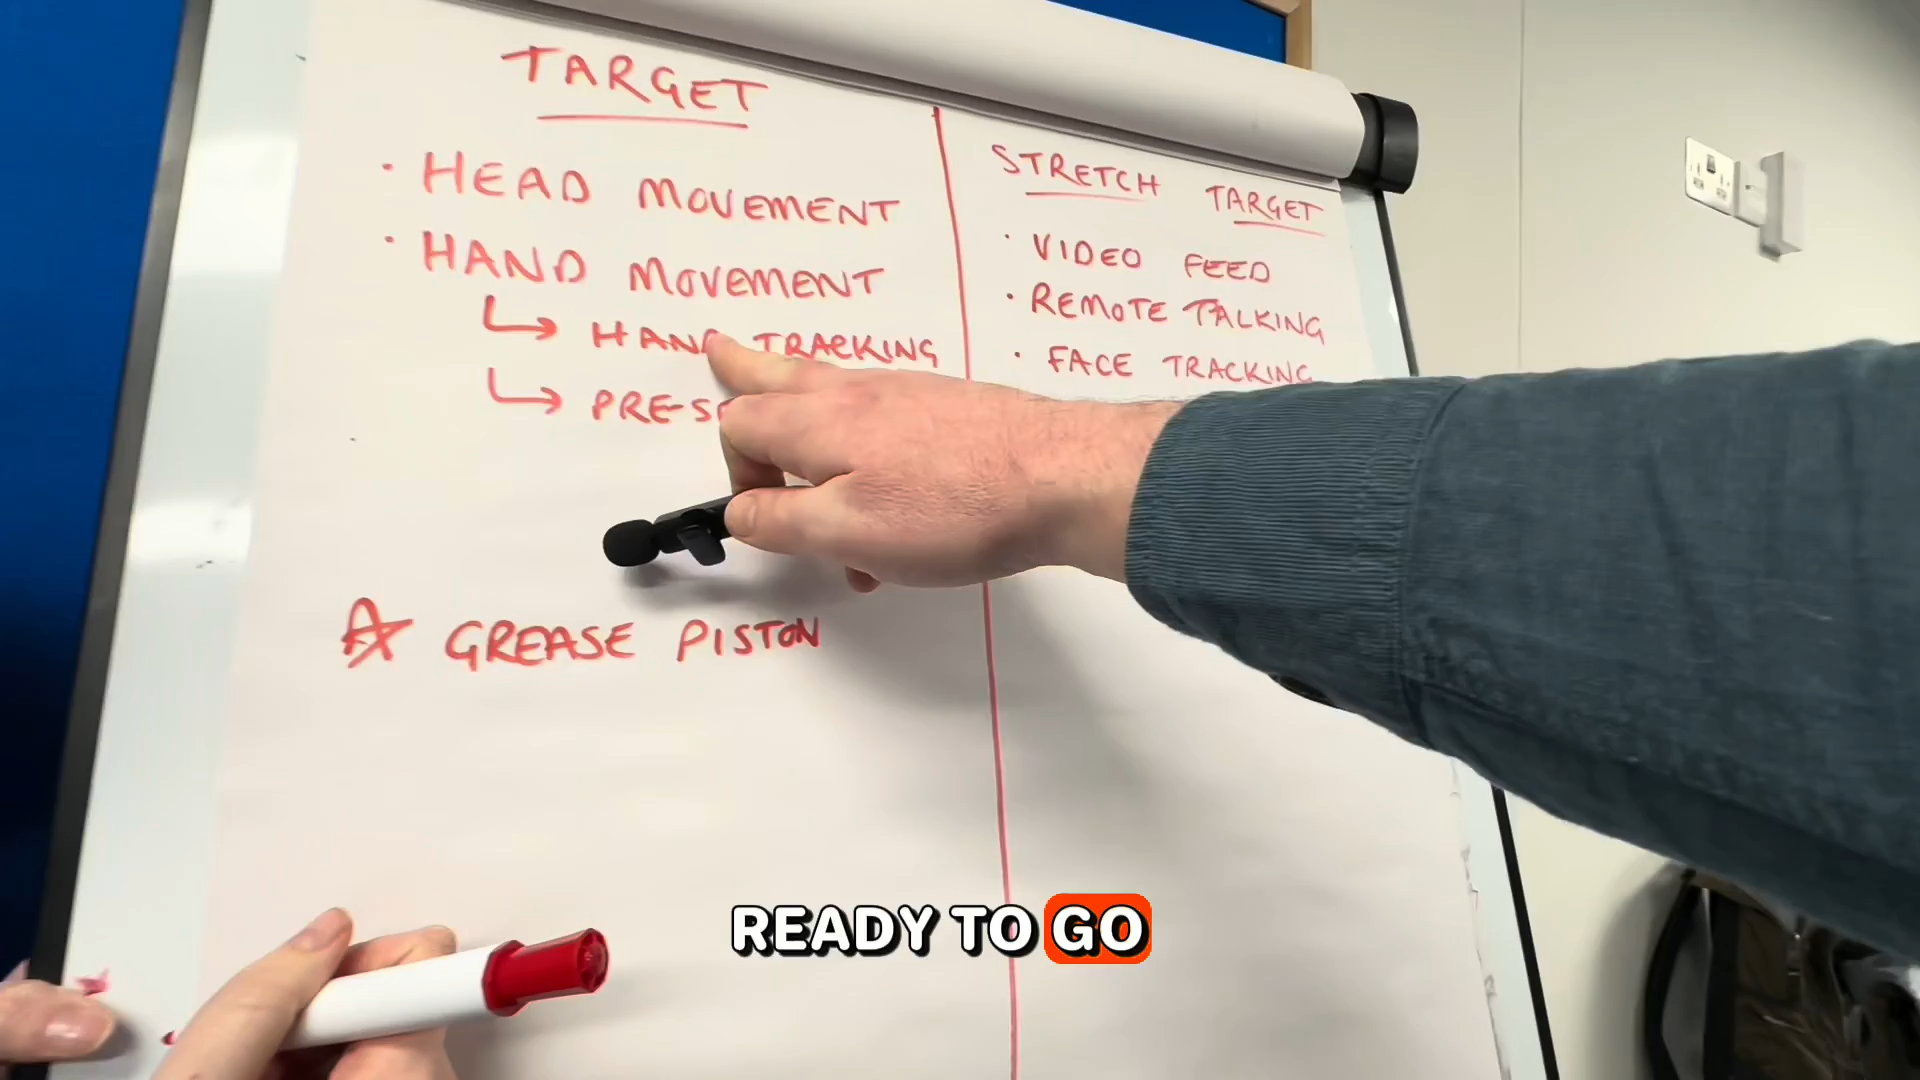 TARGET
· HEAD MOVEMENT
· HAND MOVEMENT
↳ HAND TRACKING
↳
☆ GREASE PISTON
STRETCH TARGET
· VIDEO FEED
· REMOTE TALKING
· FACE TRACKING
READY TO GO